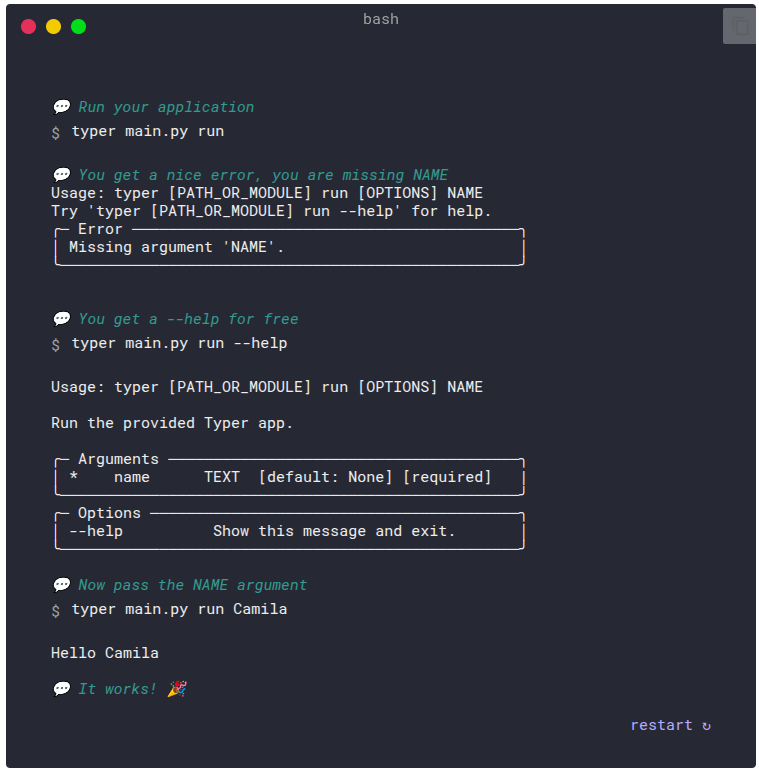 bash
💬 Run your application
$ typer main.py run
💬 You get a nice error, you are missing NAME
Usage: typer [PATH_OR_MODULE] run [OPTIONS] NAME
Try 'typer [PATH_OR_MODULE] run --help' for help.
╭─ Error ───────────────────────────────────────────╮
│ Missing argument 'NAME'.                          │
╰───────────────────────────────────────────────────╯
💬 You get a --help for free
$ typer main.py run --help
Usage: typer [PATH_OR_MODULE] run [OPTIONS] NAME
Run the provided Typer app.
╭─ Arguments ───────────────────────────────────────╮
│ *    name      TEXT  [default: None] [required]   │
╰───────────────────────────────────────────────────╯
╭─ Options ─────────────────────────────────────────╮
│ --help          Show this message and exit.       │
╰───────────────────────────────────────────────────╯
💬 Now pass the NAME argument
$ typer main.py run Camila
Hello Camila
💬 It works! 🎉
restart ↻